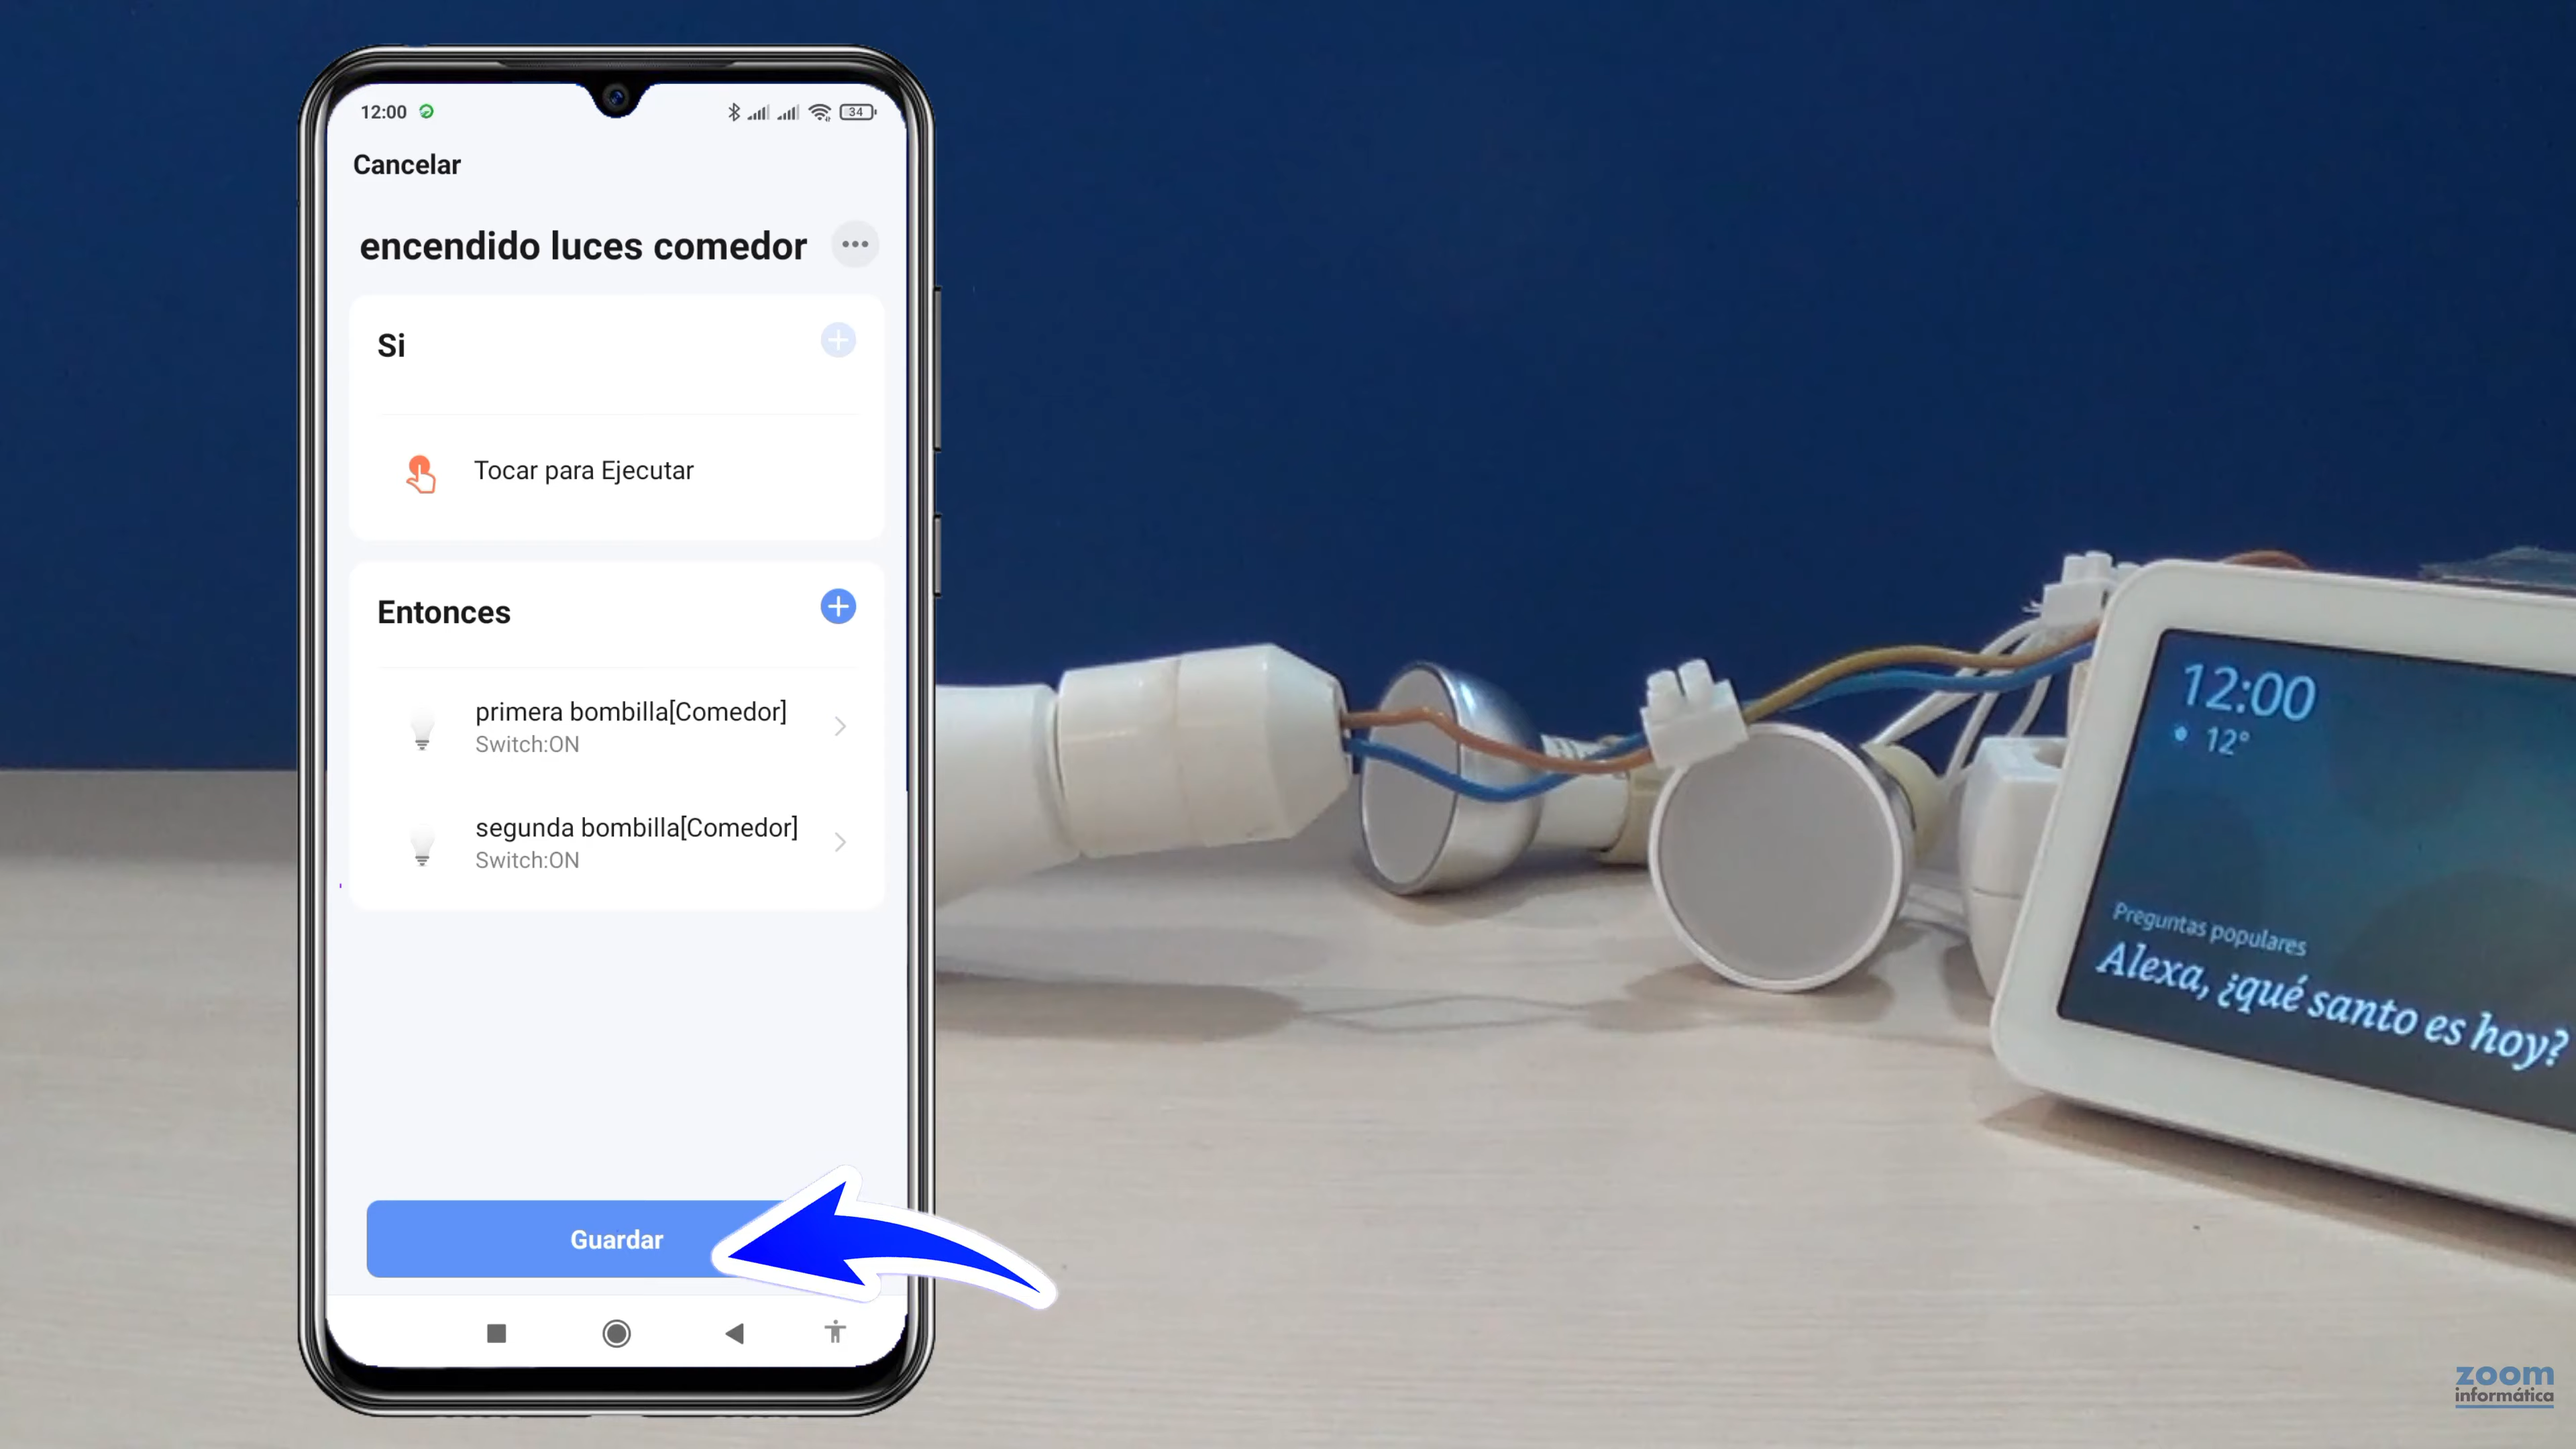 12:00
34
Cancelar
encendido luces comedor
Si
Tocar para Ejecutar
Entonces
primera bombilla[Comedor]
Switch:ON
segunda bombilla[Comedor]
Switch:ON
Guardar
12:00
12°
Preguntas populares
Alexa, ¿qué santo es hoy?
zoom
informática